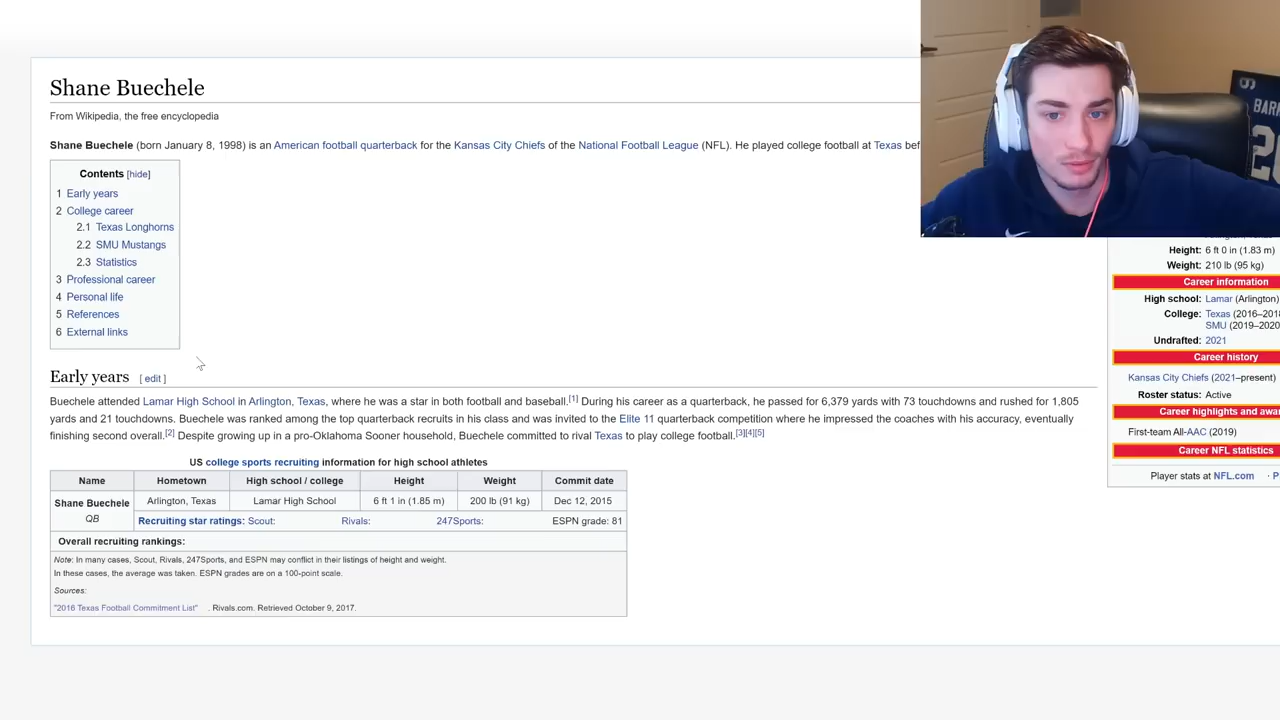 Shane Buechele
From Wikipedia, the free encyclopedia
Shane Buechele (born January 8, 1998) is an American football quarterback for the Kansas City Chiefs of the National Football League (NFL). He played college football at Texas bef
Contents [hide]
1 Early years
2 College career
2.1 Texas Longhorns
2.2 SMU Mustangs
2.3 Statistics
3 Professional career
4 Personal life
5 References
6 External links
Early years [ edit ]
Buechele attended Lamar High School in Arlington, Texas, where he was a star in both football and baseball.[1] During his career as a quarterback, he passed for 6,379 yards with 73 touchdowns and rushed for 1,805
yards and 21 touchdowns. Buechele was ranked among the top quarterback recruits in his class and was invited to the Elite 11 quarterback competition where he impressed the coaches with his accuracy, eventually
finishing second overall.[2] Despite growing up in a pro-Oklahoma Sooner household, Buechele committed to rival Texas to play college football.[3][4][5]
US college sports recruiting information for high school athletes
Name Hometown High school / college Height Weight Commit date
Shane Buechele
QB
Arlington, Texas Lamar High School 6 ft 1 in (1.85 m) 200 lb (91 kg) Dec 12, 2015
Recruiting star ratings: Scout: Rivals: 247Sports: ESPN grade: 81
Overall recruiting rankings:
Note: In many cases, Scout, Rivals, 247Sports, and ESPN may conflict in their listings of height and weight.
In these cases, the average was taken. ESPN grades are on a 100-point scale.
Sources:
"2016 Texas Football Commitment List" . Rivals.com. Retrieved October 9, 2017.
Height: 6 ft 0 in (1.83 m)
Weight: 210 lb (95 kg)
Career information
High school: Lamar (Arlington)
College: Texas (2016–2018
SMU (2019–2020
Undrafted: 2021
Career history
Kansas City Chiefs (2021–present)
Roster status: Active
Career highlights and awar
First-team All-AAC (2019)
Career NFL statistics
Player stats at NFL.com · P
BARK